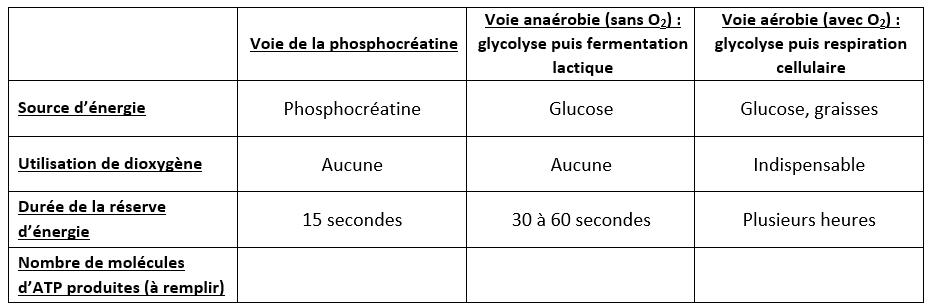 Voie de la phosphocréatine
Voie anaérobie (sans O₂) :
glycolyse puis fermentation
lactique
Voie aérobie (avec O₂) :
glycolyse puis respiration
cellulaire
Source d’énergie
Phosphocréatine
Glucose
Glucose, graisses
Utilisation de dioxygène
Aucune
Aucune
Indispensable
Durée de la réserve
d’énergie
15 secondes
30 à 60 secondes
Plusieurs heures
Nombre de molécules
d’ATP produites (à remplir)